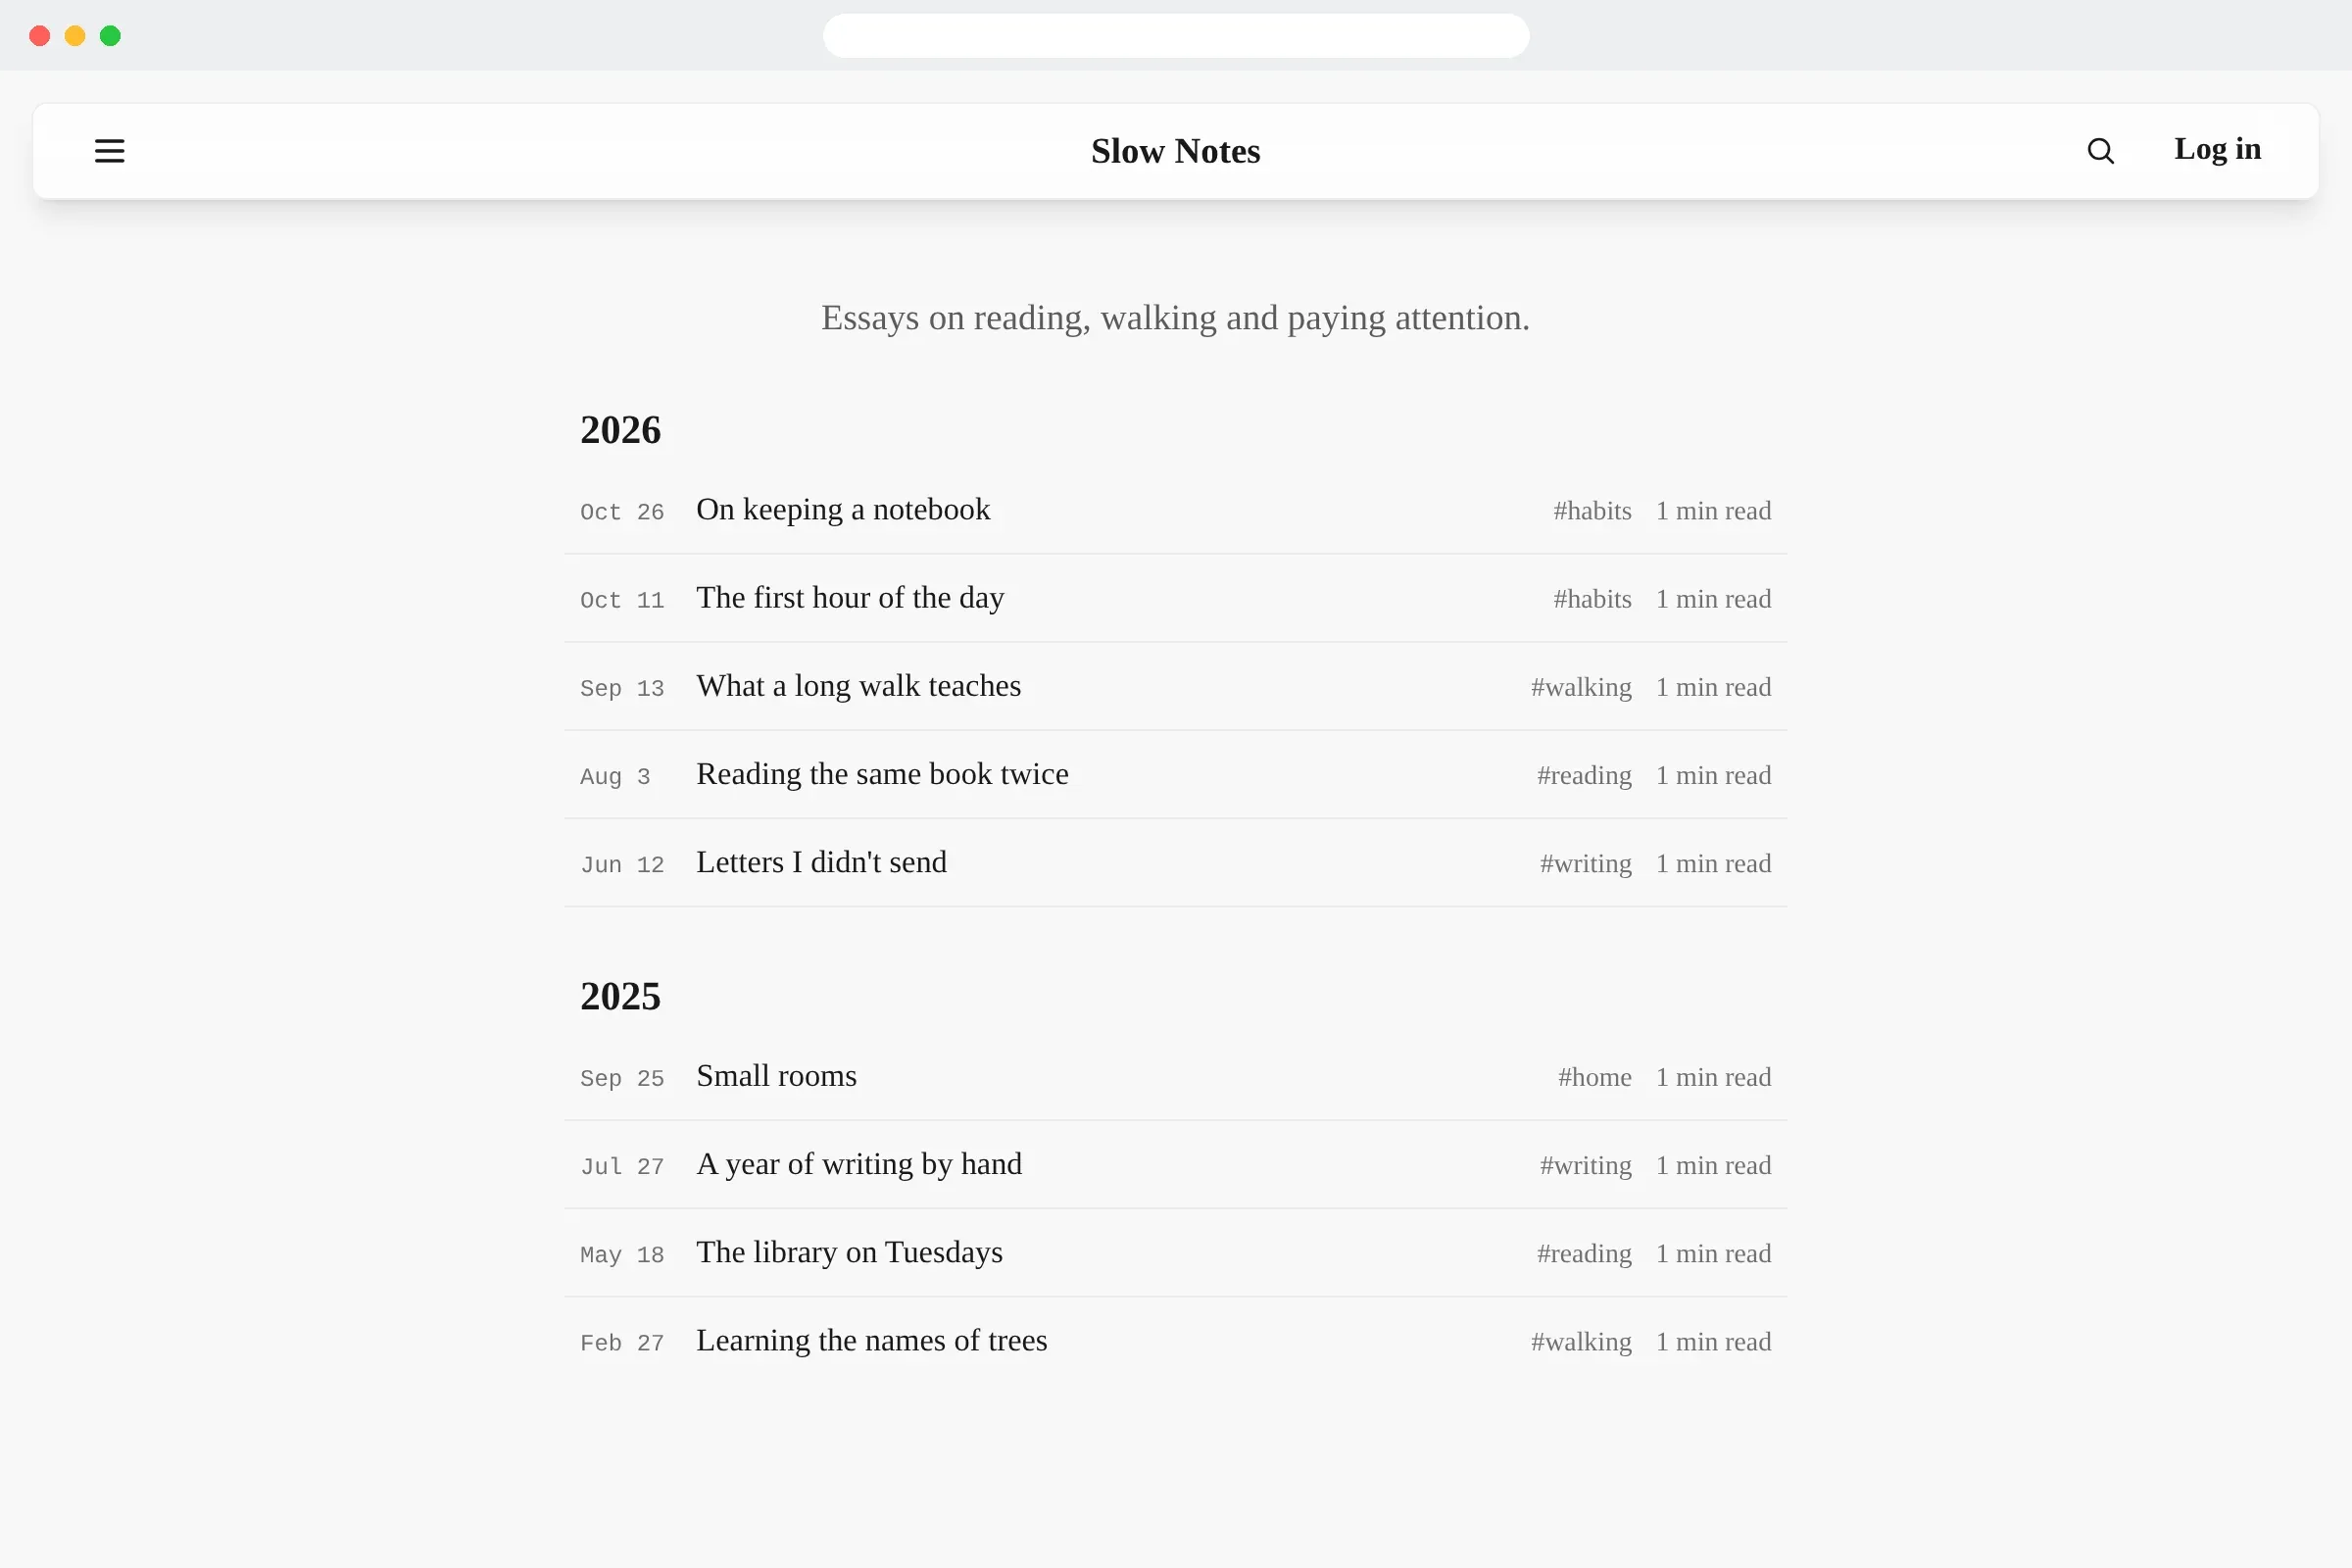 Slow Notes
Log in
Essays on reading, walking and paying attention.
2026
Oct 26 On keeping a notebook #habits 1 min read
Oct 11 The first hour of the day #habits 1 min read
Sep 13 What a long walk teaches #walking 1 min read
Aug 3 Reading the same book twice #reading 1 min read
Jun 12 Letters I didn't send #writing 1 min read
2025
Sep 25 Small rooms #home 1 min read
Jul 27 A year of writing by hand #writing 1 min read
May 18 The library on Tuesdays #reading 1 min read
Feb 27 Learning the names of trees #walking 1 min read